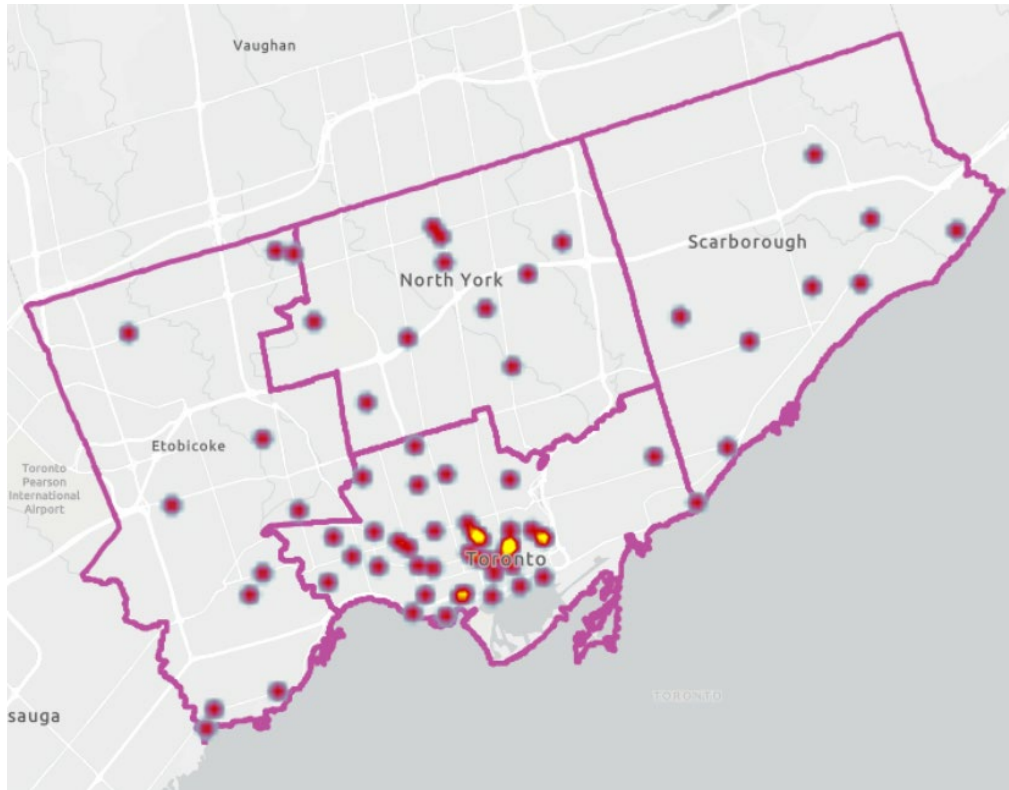 Vaughan
Scarborough
North York
Etobicoke
Toronto
Pearson
International
Airport
Toronto
TORONTO
sauga